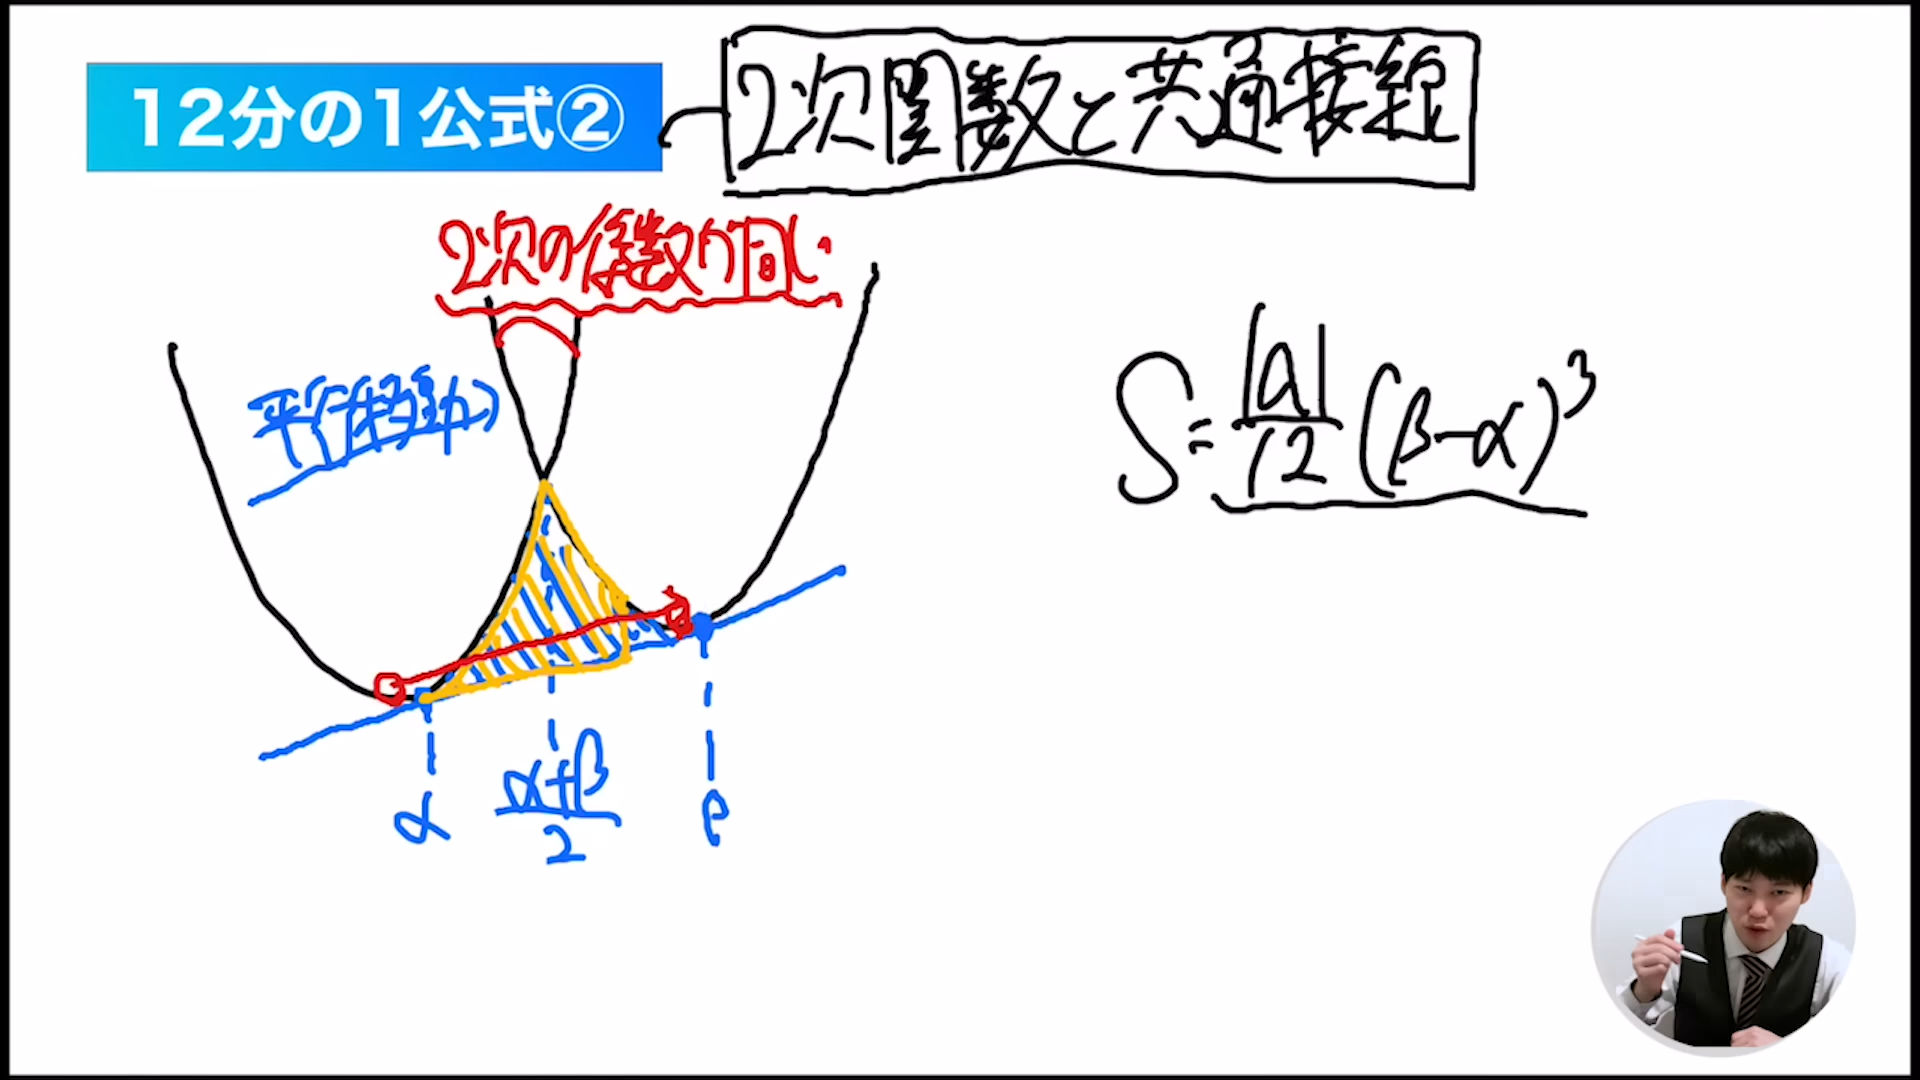 12分の1公式②
2次関数と共通接線
2次の係数が同じ
平行移動
S=|a|/12(β-α)³
α
α+β/2
β